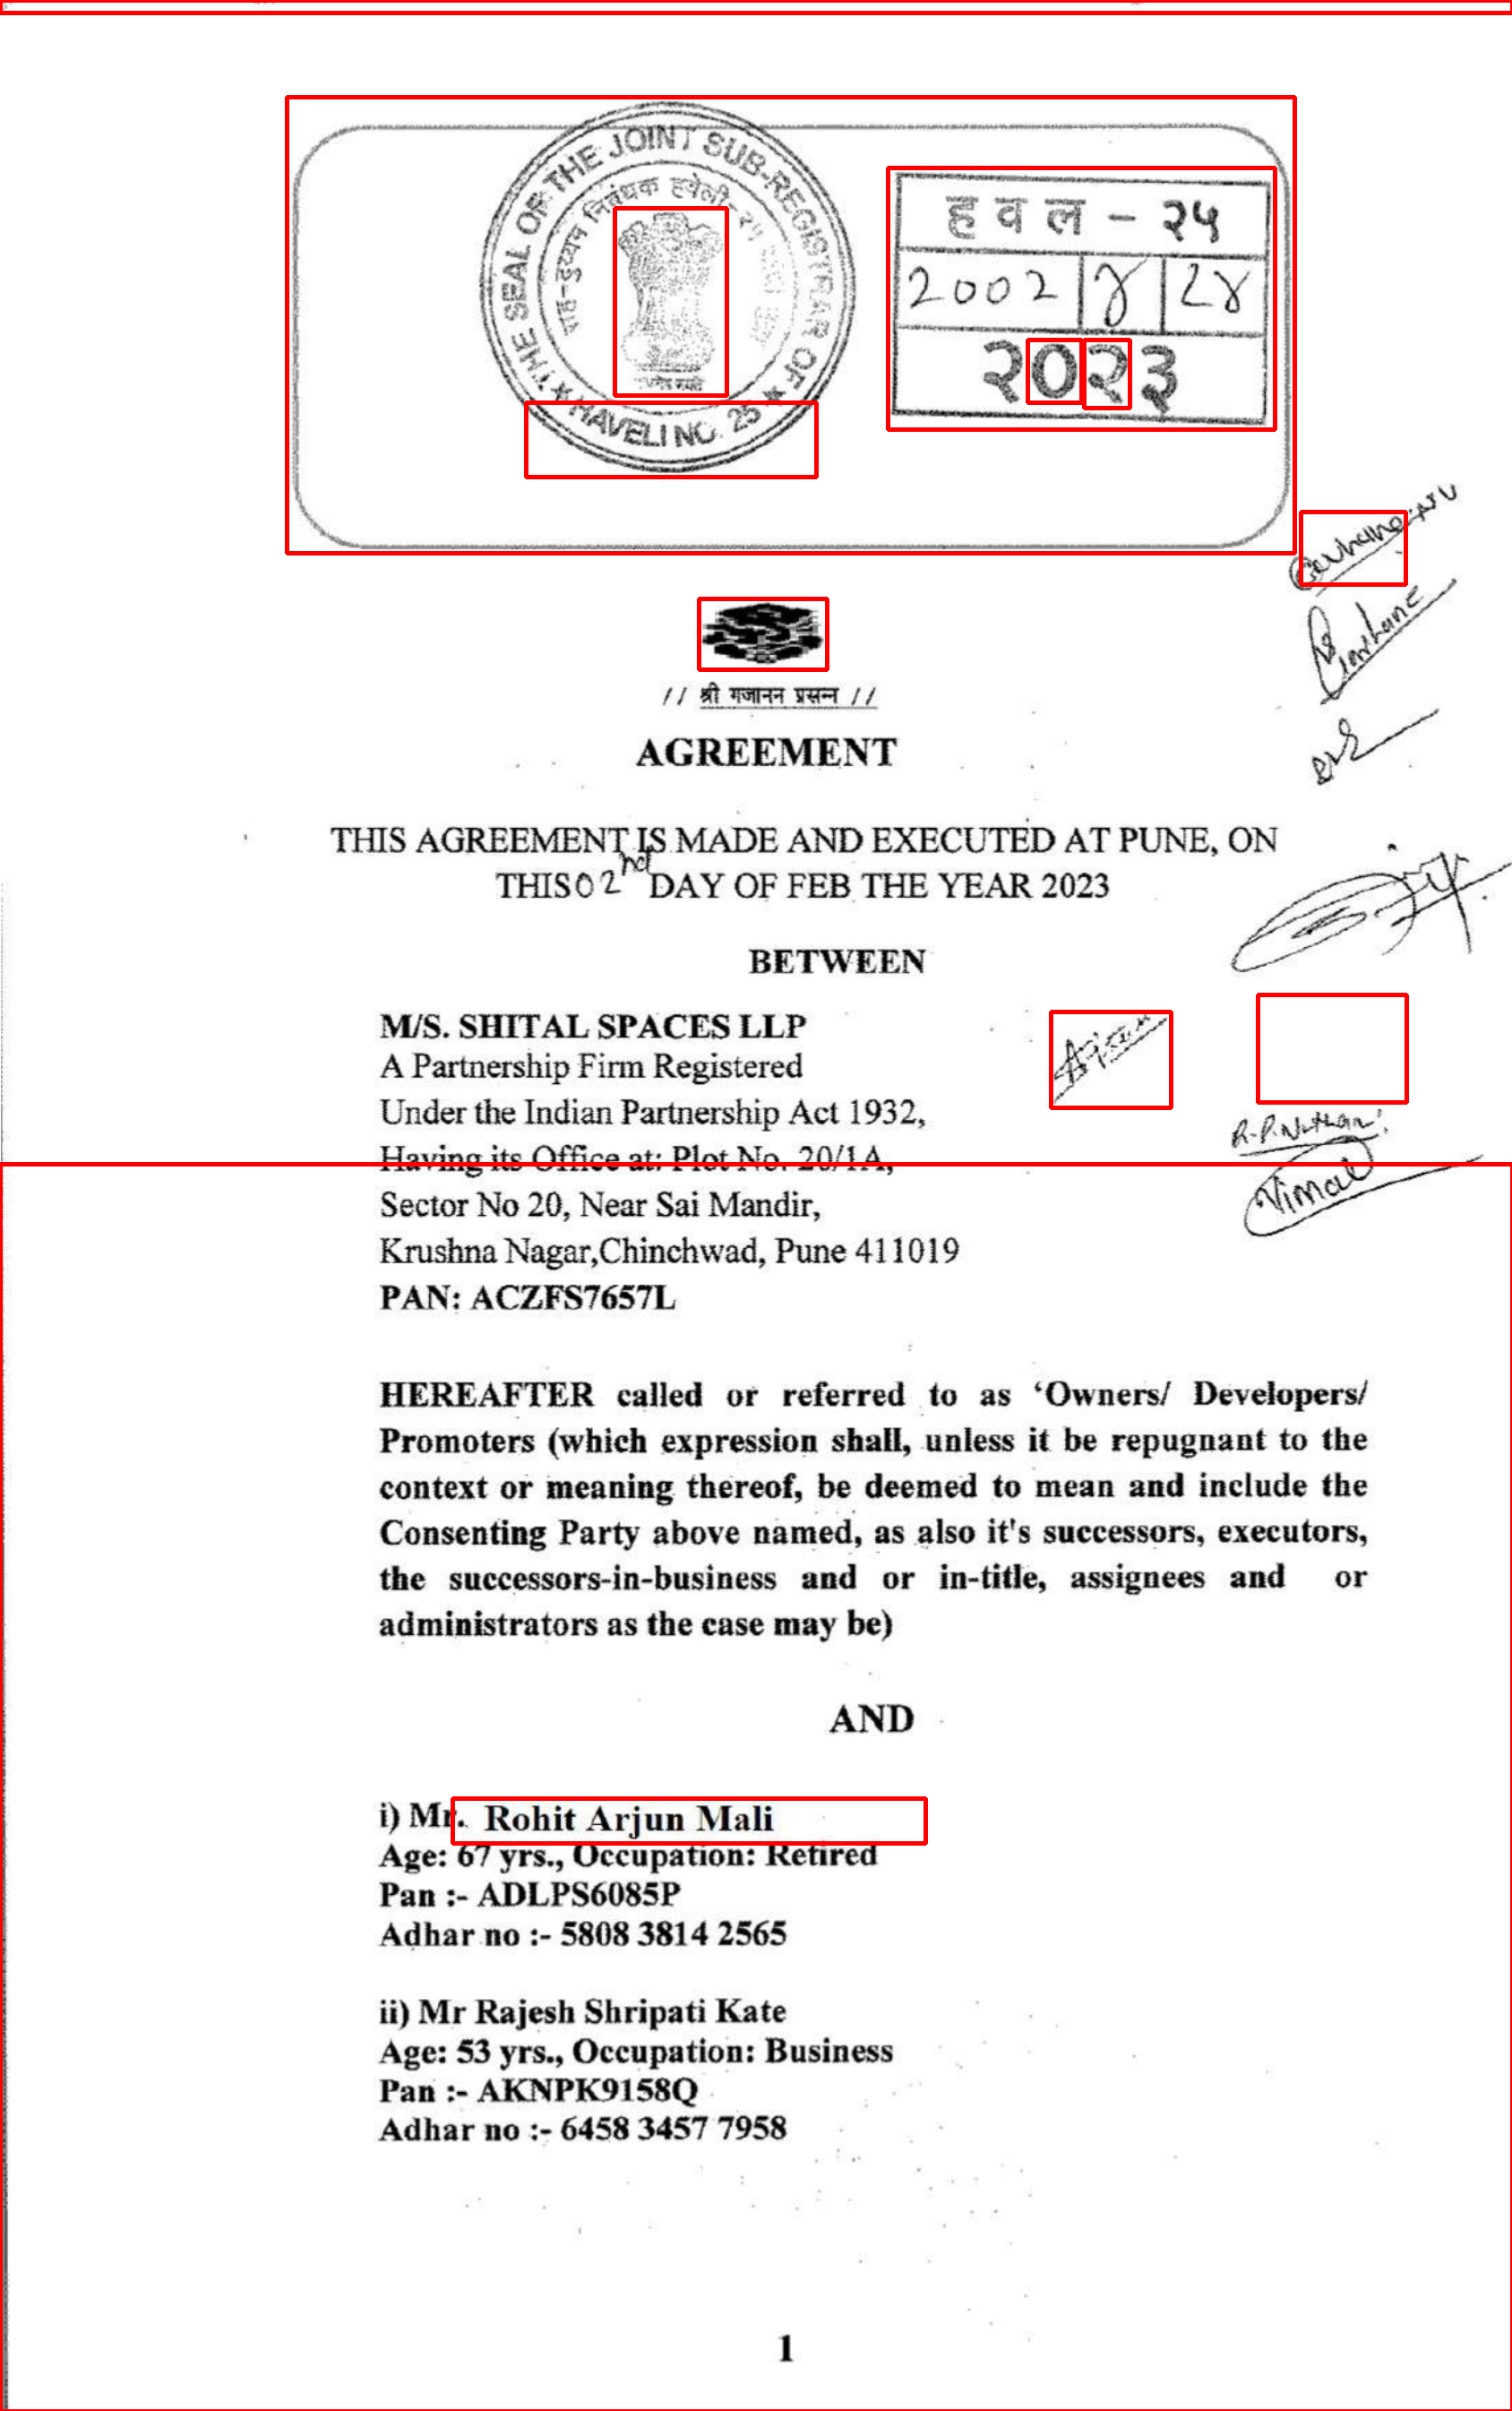 THE SEAL OF THE JOINT SUB-REGISTRAR OF
HAVELI NO. 25
सह-दुय्यम निबंधक हवेली-२५
हवल - २५
2002 | ४ | ८४
२०२३
// श्री गजानन प्रसन्न //
AGREEMENT
THIS AGREEMENT IS MADE AND EXECUTED AT PUNE, ON
THIS 02nd DAY OF FEB THE YEAR 2023
BETWEEN
M/S. SHITAL SPACES LLP
A Partnership Firm Registered
Under the Indian Partnership Act 1932,
Having its Office at: Plot No. 20/1A,
R.P. Nathan
Vimal
Sector No 20, Near Sai Mandir,
Krushna Nagar,Chinchwad, Pune 411019
PAN: ACZFS7657L
HEREAFTER called or referred to as ‘Owners/ Developers/
Promoters (which expression shall, unless it be repugnant to the
context or meaning thereof, be deemed to mean and include the
Consenting Party above named, as also it's successors, executors,
the successors-in-business and or in-title, assignees and or
administrators as the case may be)
AND
i) Mr. Rohit Arjun Mali
Age: 67 yrs., Occupation: Retired
Pan :- ADLPS6085P
Adhar no :- 5808 3814 2565
ii) Mr Rajesh Shripati Kate
Age: 53 yrs., Occupation: Business
Pan :- AKNPK9158Q
Adhar no :- 6458 3457 7958
1